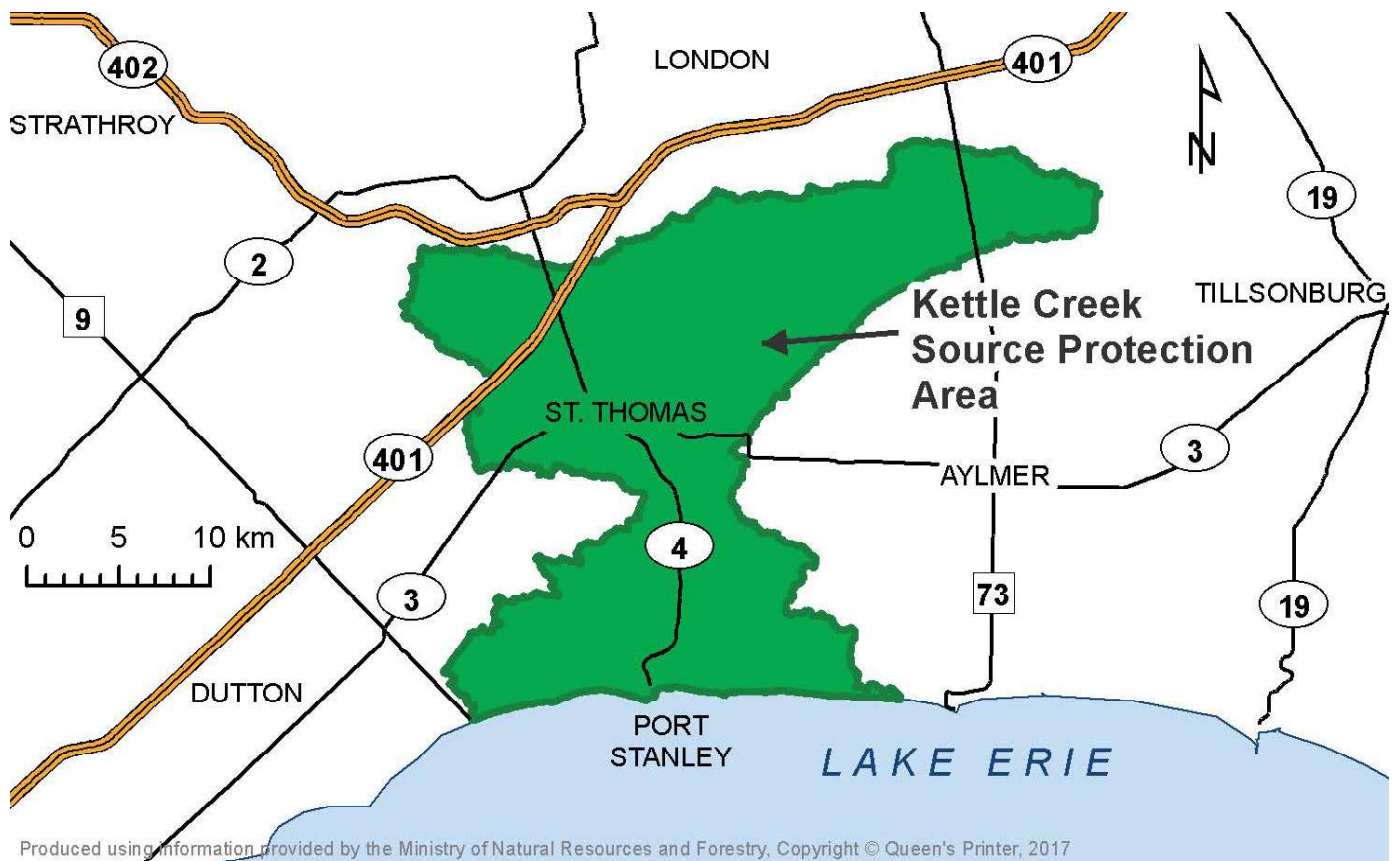 402
LONDON
401
STRATHROY
N
19
2
9
TILLSONBURG
Kettle Creek
Source Protection
Area
ST. THOMAS
401
3
AYLMER
0 5 10 km
4
3
73
19
DUTTON
PORT
STANLEY
LAKE ERIE
Produced using information provided by the Ministry of Natural Resources and Forestry, Copyright © Queen's Printer, 2017